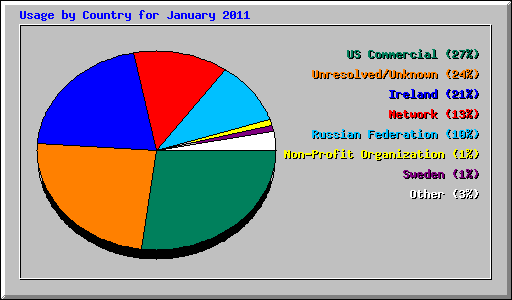 Usage by Country for January 2011
US Commercial (27%)
Unresolved/Unknown (24%)
Ireland (21%)
Network (13%)
Russian Federation (10%)
Non-Profit Organization (1%)
Sweden (1%)
Other (3%)